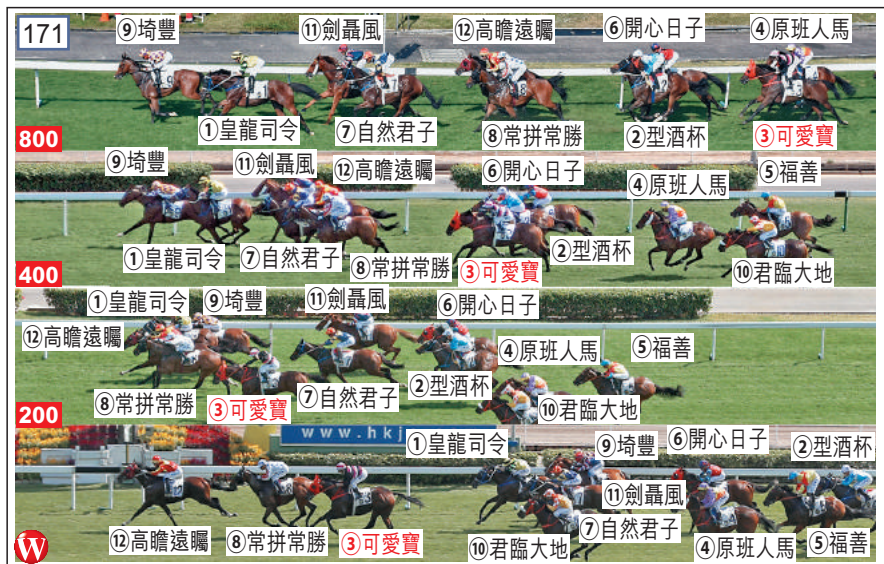 171
⑨埼豐 ⑪劍聶風 ⑫高瞻遠矚 ⑥開心日子 ④原班人馬
①皇龍司令 ⑦自然君子 ⑧常拼常勝 ②型酒杯 ③可愛寶
800
⑨埼豐 ⑪劍聶風 ⑫高瞻遠矚 ⑥開心日子 ④原班人馬 ⑤福善
①皇龍司令 ⑦自然君子 ⑧常拼常勝 ③可愛寶 ②型酒杯 ⑩君臨大地
400
①皇龍司令 ⑨埼豐 ⑪劍聶風 ⑥開心日子
⑫高瞻遠矚 ④原班人馬 ⑤福善
⑧常拼常勝 ③可愛寶 ⑦自然君子 ②型酒杯 ⑩君臨大地
200
www.hkj
①皇龍司令 ⑨埼豐 ⑥開心日子 ②型酒杯
⑪劍聶風
⑫高瞻遠矚 ⑧常拼常勝 ③可愛寶 ⑩君臨大地 ⑦自然君子 ④原班人馬 ⑤福善
W